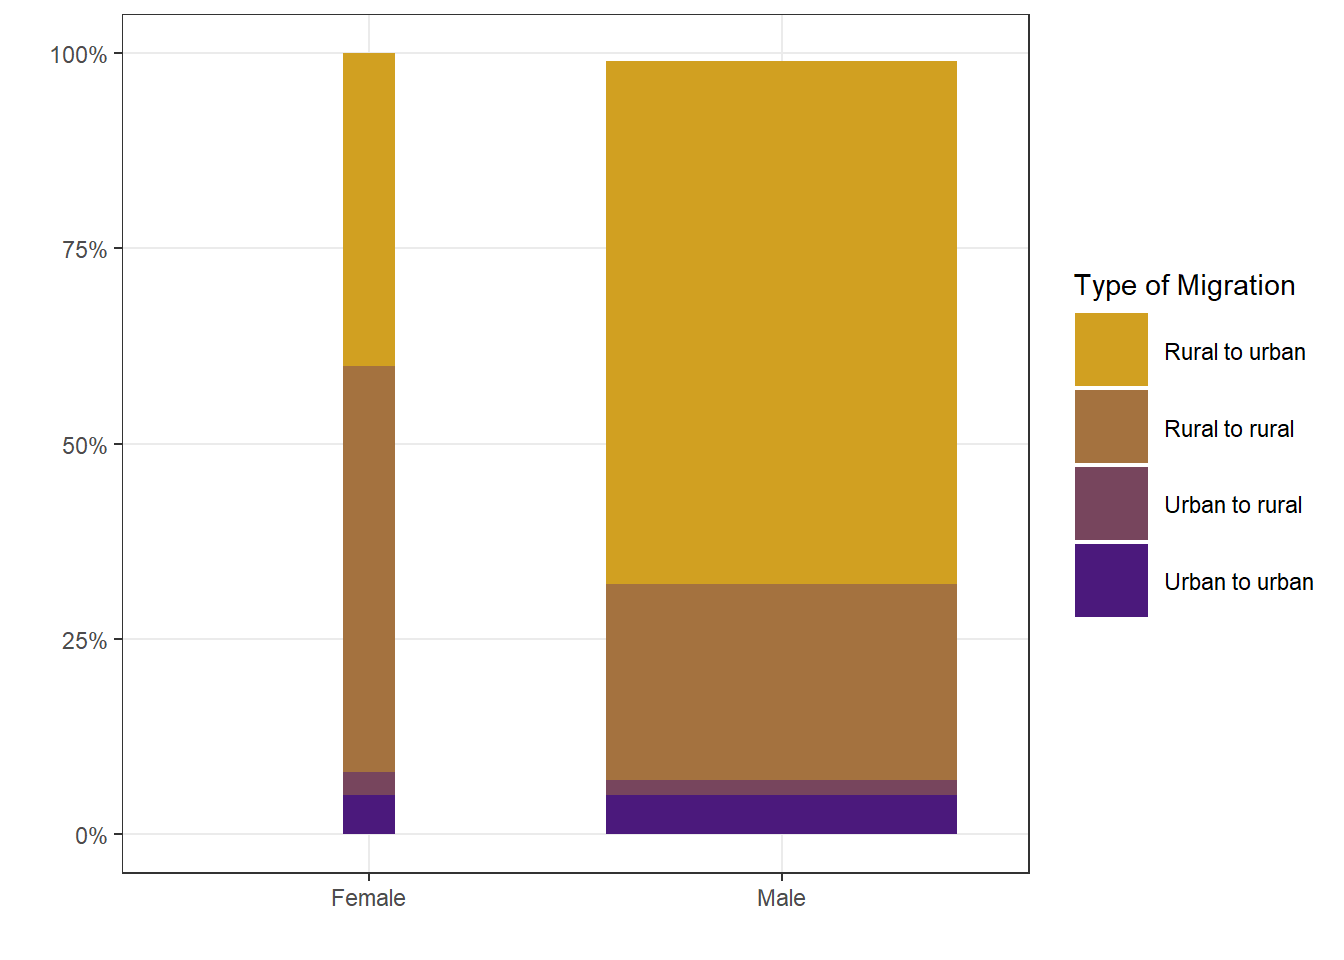 100%
75%
50%
25%
0%
Female
Male
Type of Migration
Rural to urban
Rural to rural
Urban to rural
Urban to urban